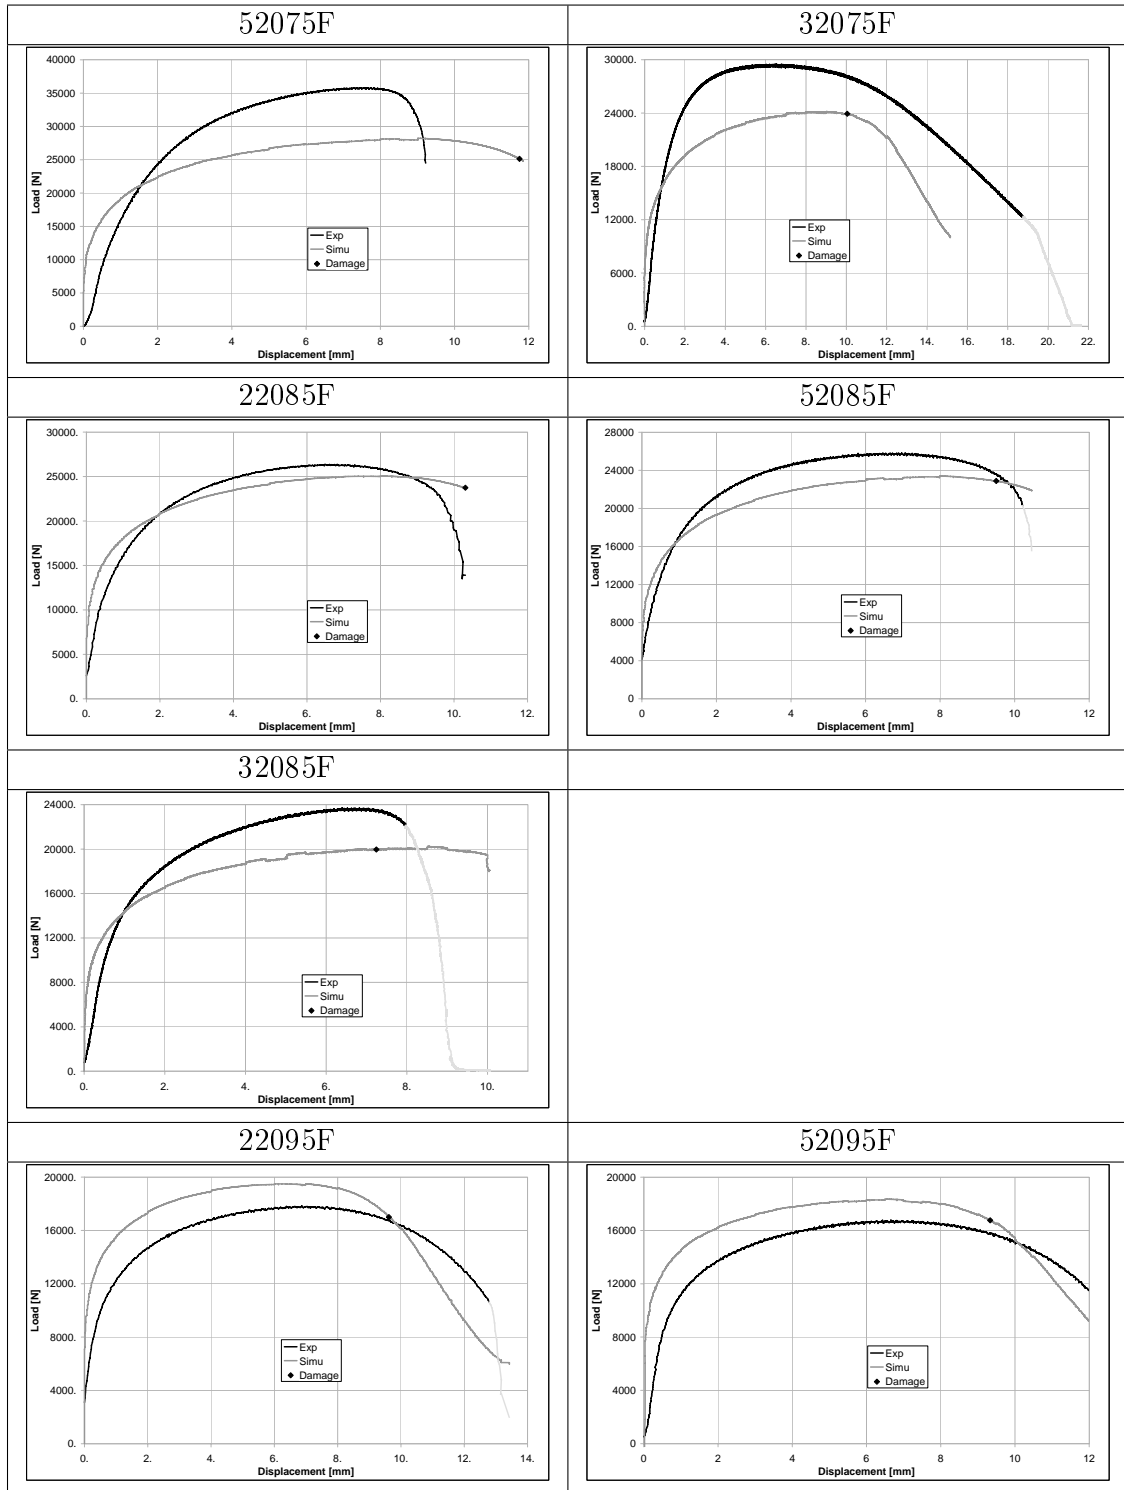 52075F
32075F
40000
35000
30000
25000
20000
15000
10000
5000
0
0 2 4 6 8 10 12
Load [N]
Displacement [mm]
Exp
Simu
Damage
30000.
24000.
18000.
12000.
6000.
0.
0. 2. 4. 6. 8. 10. 12. 14. 16. 18. 20. 22.
Load [N]
Displacement [mm]
Exp
Simu
Damage
22085F
52085F
30000.
25000.
20000.
15000.
10000.
5000.
0.
0. 2. 4. 6. 8. 10. 12.
Load [N]
Displacement [mm]
Exp
Simu
Damage
28000
24000
20000
16000
12000
8000
4000
0
0 2 4 6 8 10 12
Load [N]
Displacement [mm]
Exp
Simu
Damage
32085F
24000.
20000.
16000.
12000.
8000.
4000.
0.
0. 2. 4. 6. 8. 10.
Load [N]
Displacement [mm]
Exp
Simu
Damage
22095F
52095F
20000.
16000.
12000.
8000.
4000.
0.
0. 2. 4. 6. 8. 10. 12. 14.
Load [N]
Displacement [mm]
Exp
Simu
Damage
20000
16000
12000
8000
4000
0
0 2 4 6 8 10 12
Load [N]
Displacement [mm]
Exp
Simu
Damage